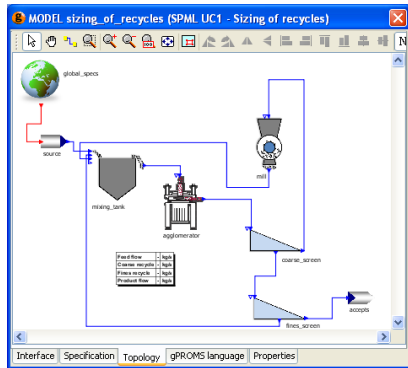 MODEL sizing_of_recycles (SPML UC1 - Sizing of recycles)
N
global_specs
source
mixing_tank
agglomerator
mill
coarse_screen
Feed flow - kg/s
Coarse recycle - kg/s
Fines recycle - kg/s
Product flow - kg/s
fines_screen
accepts
Interface Specification Topology gPROMS language Properties